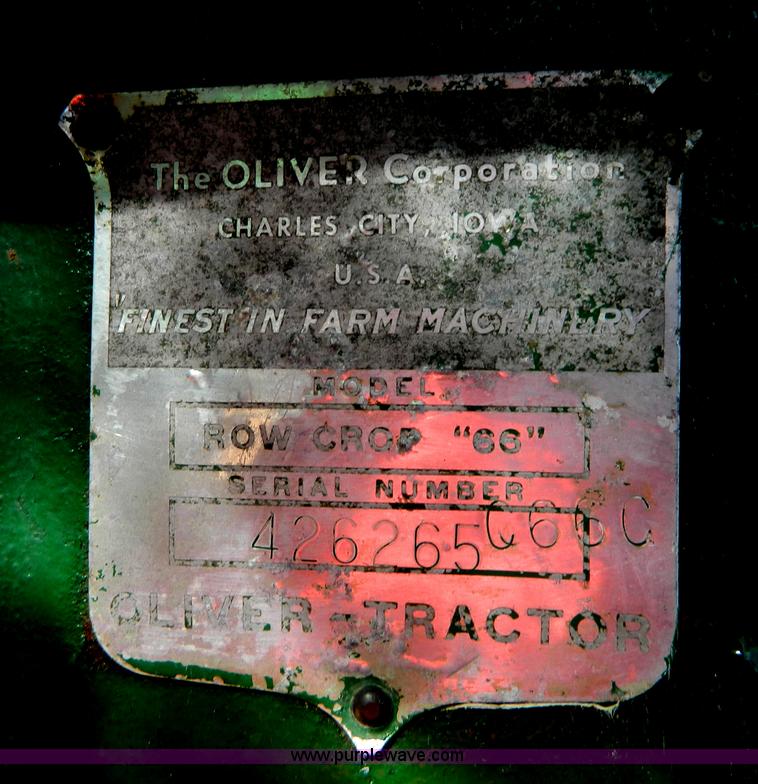 The OLIVER Corporation
CHARLES CITY, IOWA
U.S.A.
"FINEST IN FARM MACHINERY"
MODEL
ROW CROP "66"
SERIAL NUMBER
426265 C66C
OLIVER - TRACTOR
www.purplewave.com